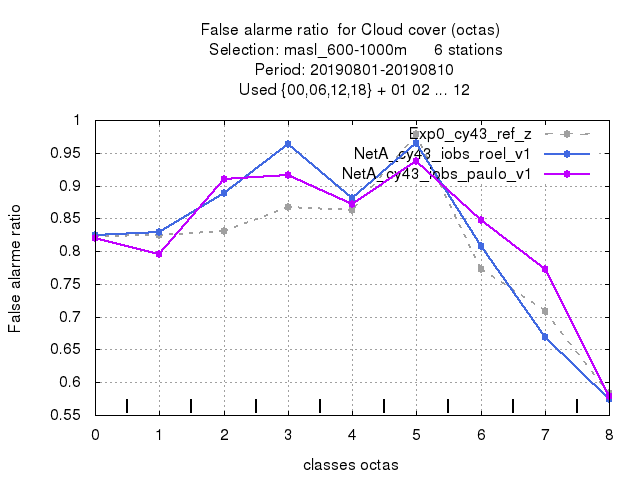 False alarme ratio  for Cloud cover (octas)
Selection: masl_600-1000m      6 stations
Period: 20190801-20190810
Used {00,06,12,18} + 01 02 ... 12
Exp0_cy43_ref_z
NetA_cy43_iobs_roel_v1
NetA_cy43_iobs_paulo_v1
1
0.95
0.9
0.85
0.8
0.75
0.7
0.65
0.6
0.55
False alarme ratio
0 1 2 3 4 5 6 7 8
classes octas